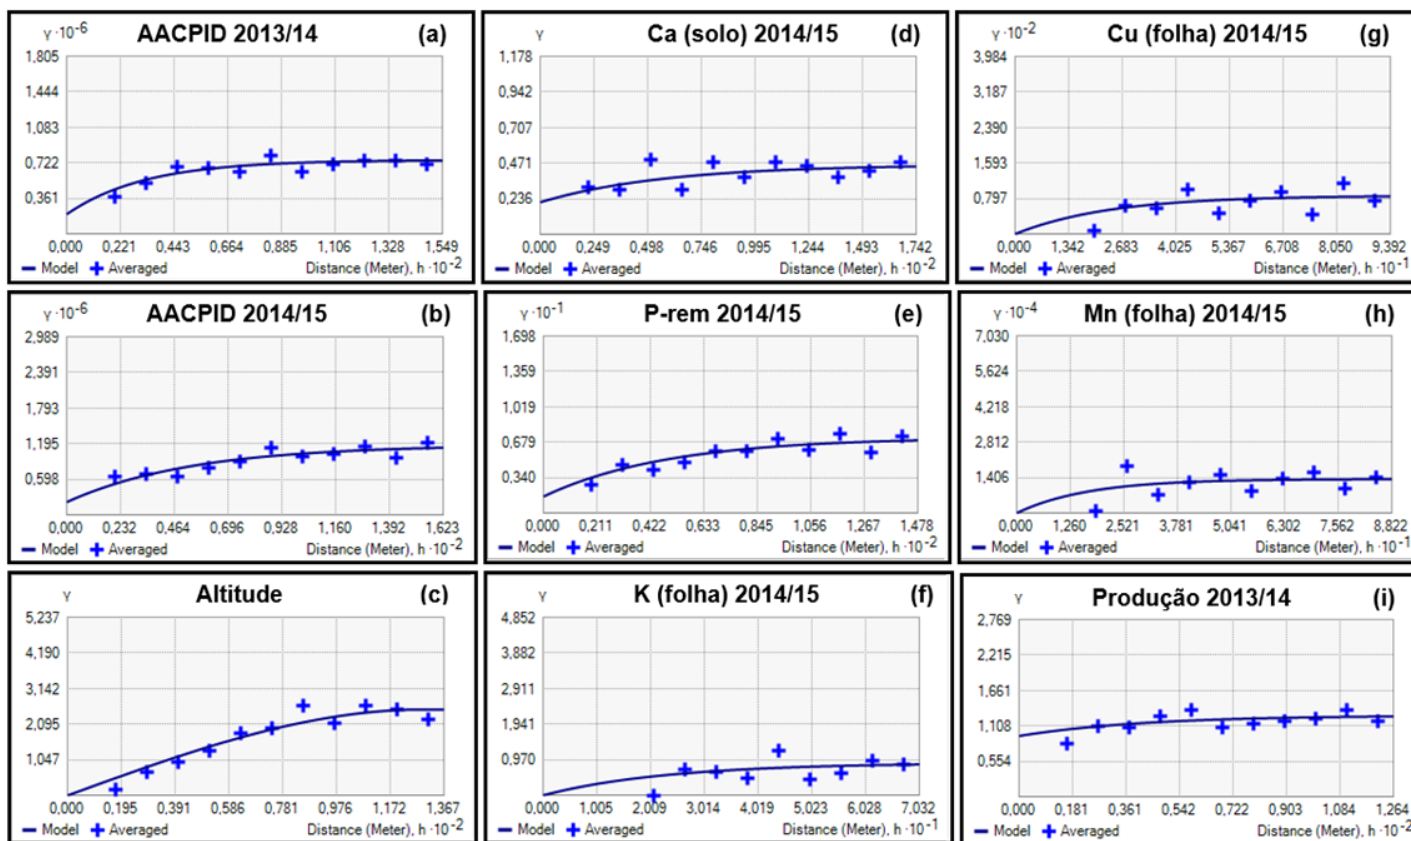 AACPID 2013/14 (a)
γ ·10⁻⁶
1,805
1,444
1,083
0,722
0,361
0,000 0,221 0,443 0,664 0,885 1,106 1,328 1,549
Model Averaged Distance (Meter), h ·10⁻²
Ca (solo) 2014/15 (d)
γ
1,178
0,942
0,707
0,471
0,236
0,000 0,249 0,498 0,746 0,995 1,244 1,493 1,742
Model Averaged Distance (Meter), h ·10⁻²
Cu (folha) 2014/15 (g)
γ ·10⁻²
3,984
3,187
2,390
1,593
0,797
0,000 1,342 2,683 4,025 5,367 6,708 8,050 9,392
Model Averaged Distance (Meter), h ·10⁻¹
AACPID 2014/15 (b)
γ ·10⁻⁶
2,989
2,391
1,793
1,195
0,598
0,000 0,232 0,464 0,696 0,928 1,160 1,392 1,623
Model Averaged Distance (Meter), h ·10⁻²
P-rem 2014/15 (e)
γ ·10⁻¹
1,698
1,359
1,019
0,679
0,340
0,000 0,211 0,422 0,633 0,845 1,056 1,267 1,478
Model Averaged Distance (Meter), h ·10⁻²
Mn (folha) 2014/15 (h)
γ ·10⁻⁴
7,030
5,624
4,218
2,812
1,406
0,000 1,260 2,521 3,781 5,041 6,302 7,562 8,822
Model Averaged Distance (Meter), h ·10⁻¹
Altitude (c)
γ
5,237
4,190
3,142
2,095
1,047
0,000 0,195 0,391 0,586 0,781 0,976 1,172 1,367
Model Averaged Distance (Meter), h ·10⁻²
K (folha) 2014/15 (f)
γ
4,852
3,882
2,911
1,941
0,970
0,000 1,005 2,009 3,014 4,019 5,023 6,028 7,032
Model Averaged Distance (Meter), h ·10⁻¹
Produção 2013/14 (i)
γ
2,769
2,215
1,661
1,108
0,554
0,000 0,181 0,361 0,542 0,722 0,903 1,084 1,264
Model Averaged Distance (Meter), h ·10⁻²